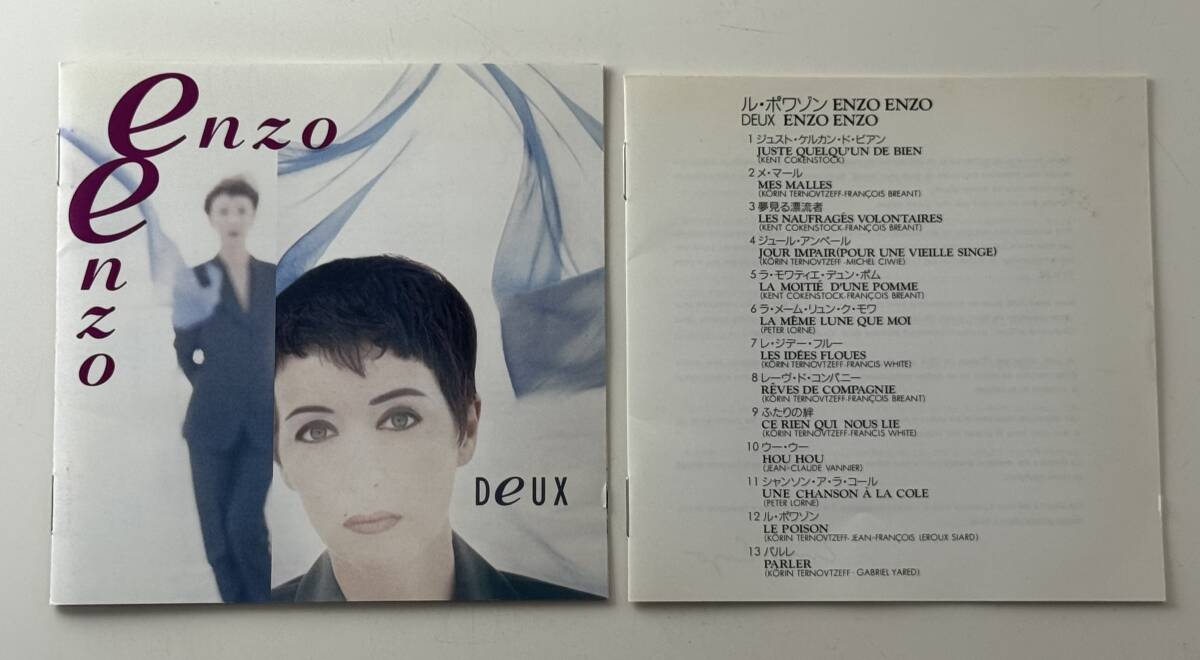 enzo
enzo
DeUX
ル・ポワゾン ENZO ENZO
DEUX ENZO ENZO
1 ジュスト・ケルカン・ド・ビアン
JUSTE QUELQU'UN DE BIEN
(KENT COKENSTOCK)
2 メ・マール
MES MALLES
(KÖRIN TERNOVTZEFF-FRANÇOIS BREANT)
3 夢見る漂流者
LES NAUFRAGÉS VOLONTAIRES
(KENT COKENSTOCK-FRANÇOIS BREANT)
4 ジュール・アンペール
JOUR IMPAIR(POUR UNE VIEILLE SINGE)
(KÖRIN TERNOVTZEFF-MICHEL CIWIE)
5 ラ・モワティエ・デュン・ポム
LA MOITIÉ D'UNE POMME
(KENT COKENSTOCK-FRANÇOIS BREANT)
6 ラ・メーム・リュン・ク・モワ
LA MÊME LUNE QUE MOI
(PETER LORNE)
7 レ・ジデー・フルー
LES IDÉES FLOUES
(KÖRIN TERNOVTZEFF-FRANCIS WHITE)
8 レーヴ・ド・コンパニー
RÊVES DE COMPAGNIE
(KÖRIN TERNOVTZEFF-FRANÇOIS BREANT)
9 ふたりの絆
CE RIEN QUI NOUS LIE
(KÖRIN TERNOVTZEFF-FRANCIS WHITE)
10 ウー・ウー
HOU HOU
(JEAN-CLAUDE VANNIER)
11 シャンソン・ア・ラ・コール
UNE CHANSON À LA COLE
(PETER LORNE)
12 ル・ポワゾン
LE POISON
(KÖRIN TERNOVTZEFF-JEAN-FRANÇOIS LEROUX SIARD)
13 パルレ
PARLER
(KÖRIN TERNOVTZEFF-GABRIEL YARED)